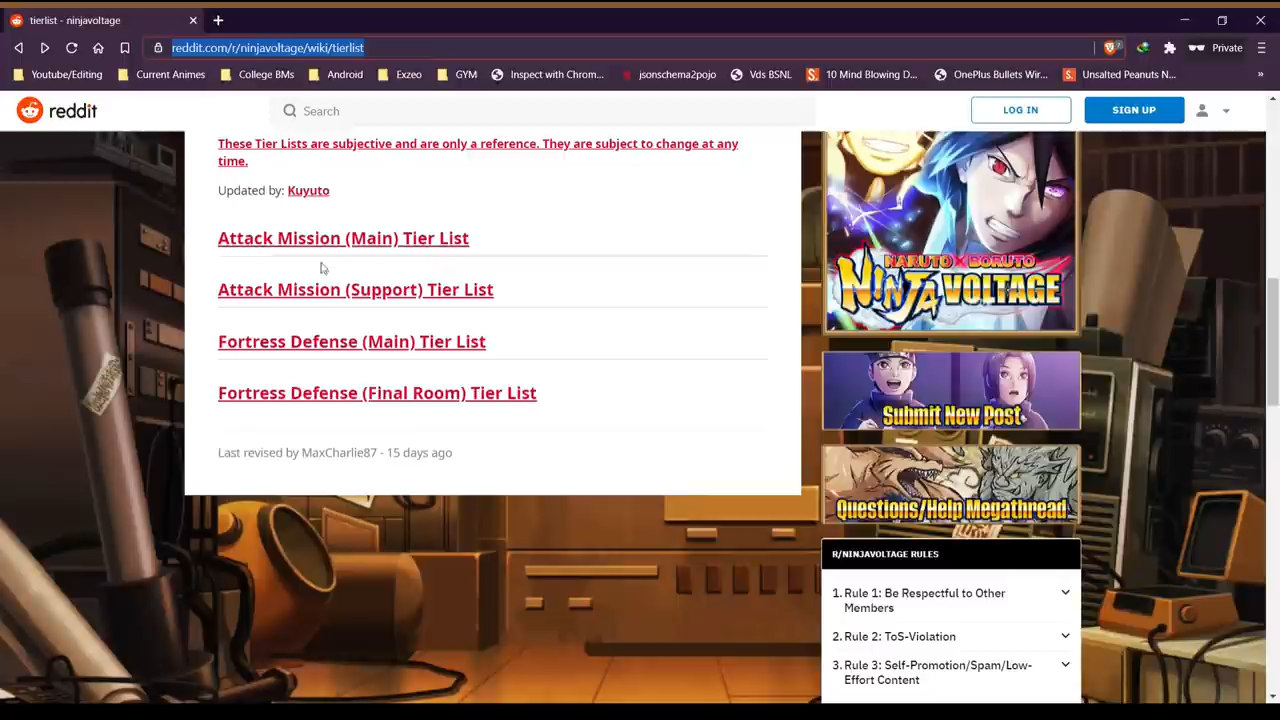 tierlist - ninjavoltage
reddit.com/r/ninjavoltage/wiki/tierlist
7
Private
Youtube/Editing
Current Animes
College BMs
Android
Exzeo
GYM
Inspect with Chrom...
jsonschema2pojo
Vds BSNL
10 Mind Blowing D...
OnePlus Bullets Wir...
Unsalted Peanuts N...
»
reddit
Search
LOG IN
SIGN UP
These Tier Lists are subjective and are only a reference. They are subject to change at any
time.
Updated by: Kuyuto
Attack Mission (Main) Tier List
Attack Mission (Support) Tier List
Fortress Defense (Main) Tier List
Fortress Defense (Final Room) Tier List
Last revised by MaxCharlie87 - 15 days ago
NARUTO X BORUTO
NINJA VOLTAGE
Submit New Post
Questions/Help Megathread
R/NINJAVOLTAGE RULES
1. Rule 1: Be Respectful to Other
Members
2. Rule 2: ToS-Violation
3. Rule 3: Self-Promotion/Spam/Low-
Effort Content